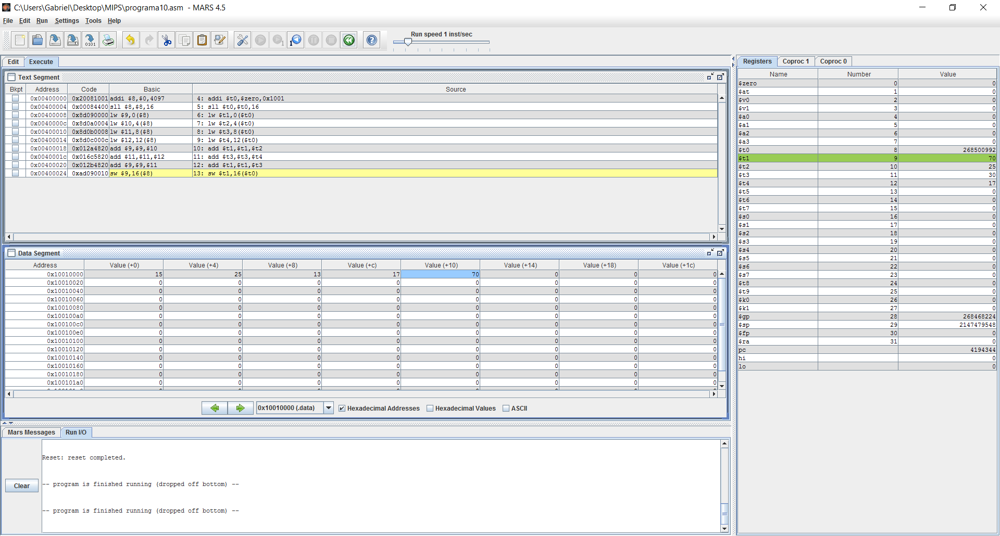 C:\Users\Gabriel\Desktop\MIPS\programa10.asm - MARS 4.5
File Edit Run Settings Tools Help
Run speed 1 inst/sec
Edit Execute
Text Segment
Bkpt Address Code Basic Source
0x00400000 0x20081001 addi $8,$0,4097 4: addi $t0,$zero,0x1001
0x00400004 0x00084400 sll $8,$8,16 5: sll $t0,$t0,16
0x00400008 0x8d090000 lw $9,0($8) 6: lw $t1,0($t0)
0x0040000c 0x8d0a0004 lw $10,4($8) 7: lw $t2,4($t0)
0x00400010 0x8d0b0008 lw $11,8($8) 8: lw $t3,8($t0)
0x00400014 0x8d0c000c lw $12,12($8) 9: lw $t4,12($t0)
0x00400018 0x012a4820 add $9,$9,$10 10: add $t1,$t1,$t2
0x0040001c 0x016c5820 add $11,$11,$12 11: add $t3,$t3,$t4
0x00400020 0x012b4820 add $9,$9,$11 12: add $t1,$t1,$t3
0x00400024 0xad090010 sw $9,16($8) 13: sw $t1,16($t0)
Data Segment
Address Value (+0) Value (+4) Value (+8) Value (+c) Value (+10) Value (+14) Value (+18) Value (+1c)
0x10010000 15 25 13 17 70 0 0 0
0x10010020 0 0 0 0 0 0 0 0
0x10010040 0 0 0 0 0 0 0 0
0x10010060 0 0 0 0 0 0 0 0
0x10010080 0 0 0 0 0 0 0 0
0x100100a0 0 0 0 0 0 0 0 0
0x100100c0 0 0 0 0 0 0 0 0
0x100100e0 0 0 0 0 0 0 0 0
0x10010100 0 0 0 0 0 0 0 0
0x10010120 0 0 0 0 0 0 0 0
0x10010140 0 0 0 0 0 0 0 0
0x10010160 0 0 0 0 0 0 0 0
0x10010180 0 0 0 0 0 0 0 0
0x100101a0 0 0 0 0 0 0 0 0
0x10010000 (.data) Hexadecimal Addresses Hexadecimal Values ASCII
Mars Messages Run I/O
Clear
Reset: reset completed.
-- program is finished running (dropped off bottom) --
-- program is finished running (dropped off bottom) --
Registers Coproc 1 Coproc 0
Name Number Value
$zero 0 0
$at 1 0
$v0 2 0
$v1 3 0
$a0 4 0
$a1 5 0
$a2 6 0
$a3 7 0
$t0 8 268500992
$t1 9 70
$t2 10 25
$t3 11 30
$t4 12 17
$t5 13 0
$t6 14 0
$t7 15 0
$s0 16 0
$s1 17 0
$s2 18 0
$s3 19 0
$s4 20 0
$s5 21 0
$s6 22 0
$s7 23 0
$t8 24 0
$t9 25 0
$k0 26 0
$k1 27 0
$gp 28 268468224
$sp 29 2147479548
$fp 30 0
$ra 31 0
pc 4194344
hi 0
lo 0